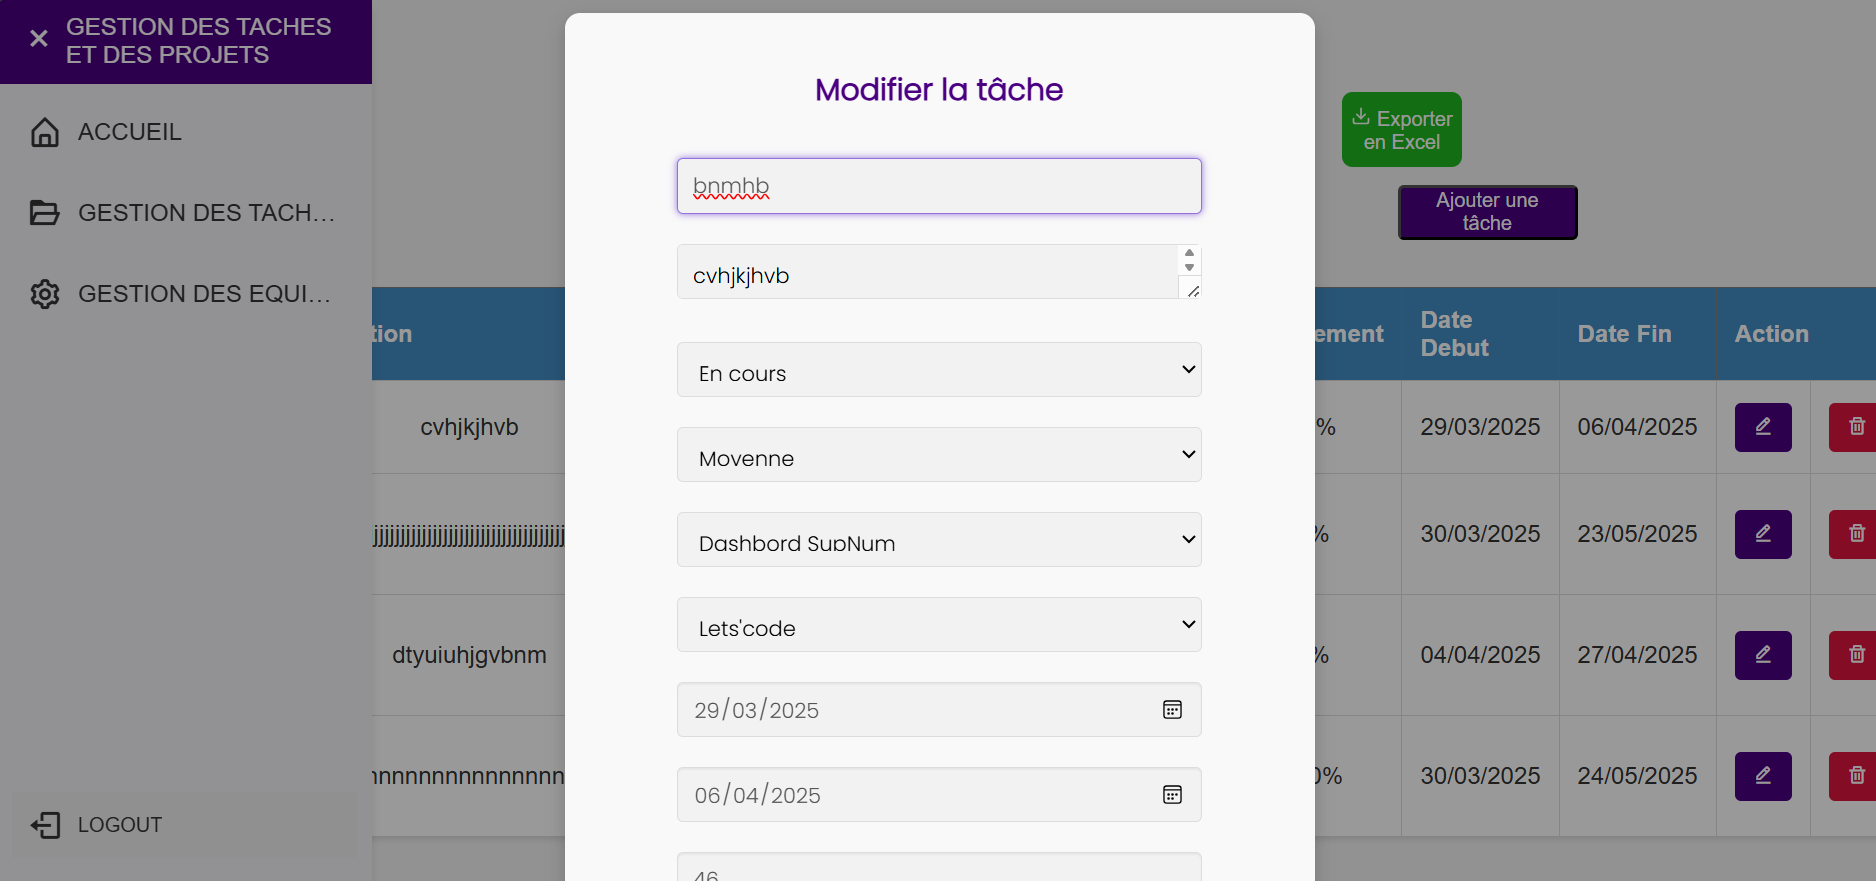 GESTION DES TACHES
ET DES PROJETS
ACCUEIL
GESTION DES TACH...
GESTION DES EQUI...
LOGOUT
Modifier la tâche
bnmhb
cvhjkjhvb
En cours
Moyenne
Dashbord SupNum
Lets'code
29/03/2025
06/04/2025
46
Exporter
en Excel
Ajouter une
tâche
tion
ement
Date
Debut
Date Fin
Action
cvhjkjhvb
%
29/03/2025
06/04/2025
%
30/03/2025
23/05/2025
dtyuiuhjgvbnm
%
04/04/2025
27/04/2025
0%
30/03/2025
24/05/2025